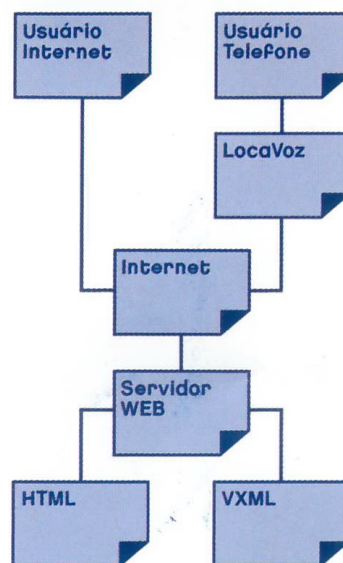 Usuário
Internet
Usuário
Telefone
LocaVoz
Internet
Servidor
WEB
HTML
VXML